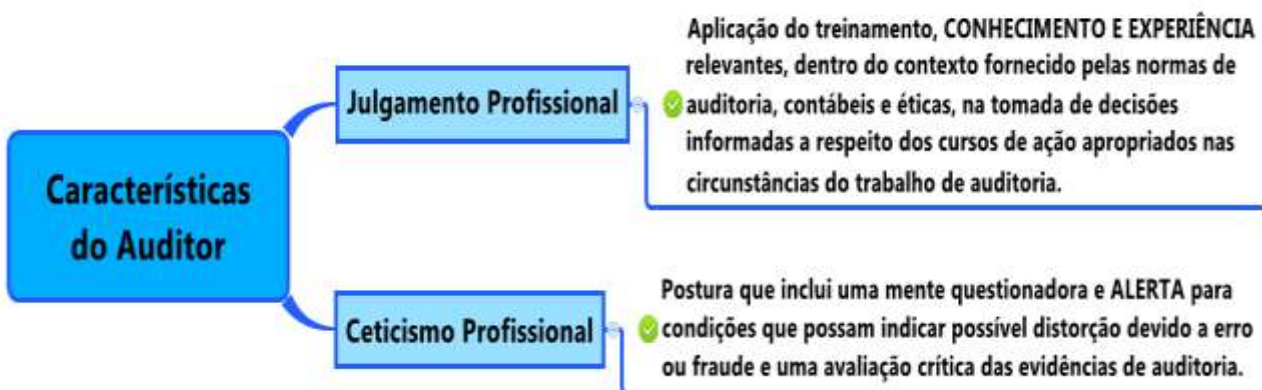 Características
do Auditor
Julgamento Profissional
Aplicação do treinamento, CONHECIMENTO E EXPERIÊNCIA
relevantes, dentro do contexto fornecido pelas normas de
auditoria, contábeis e éticas, na tomada de decisões
informadas a respeito dos cursos de ação apropriados nas
circunstâncias do trabalho de auditoria.
Ceticismo Profissional
Postura que inclui uma mente questionadora e ALERTA para
condições que possam indicar possível distorção devido a erro
ou fraude e uma avaliação crítica das evidências de auditoria.